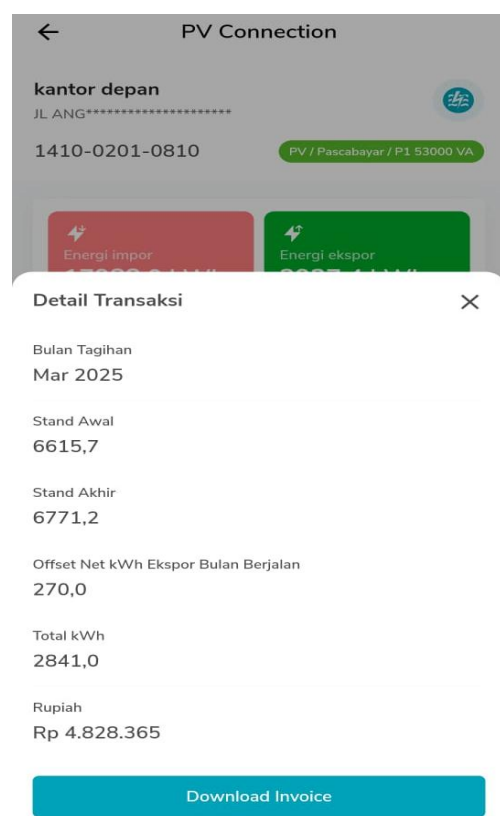 PV Connection
kantor depan
JL ANG*********************
1410-0201-0810
PV / Pascabayar / P1 53000 VA
Energi impor
Energi ekspor
Detail Transaksi
Bulan Tagihan
Mar 2025
Stand Awal
6615,7
Stand Akhir
6771,2
Offset Net kWh Ekspor Bulan Berjalan
270,0
Total kWh
2841,0
Rupiah
Rp 4.828.365
Download Invoice